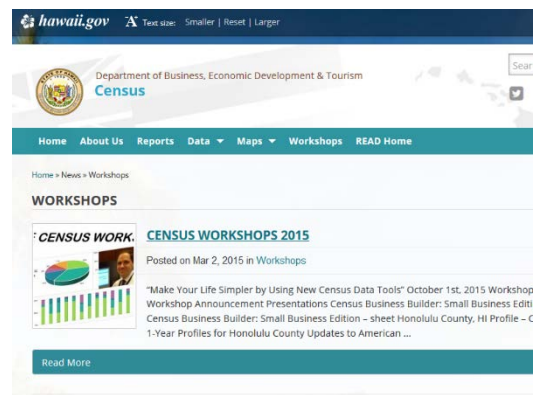 hawaii.gov Text size: Smaller | Reset | Larger
Department of Business, Economic Development & Tourism
Census
Home About Us Reports Data Maps Workshops READ Home
Home » News » Workshops
WORKSHOPS
CENSUS WORK
CENSUS WORKSHOPS 2015
Posted on Mar 2, 2015 in Workshops
“Make Your Life Simpler by Using New Census Data Tools” October 1st, 2015 Workshop
Workshop Announcement Presentations Census Business Builder: Small Business Editi
Census Business Builder: Small Business Edition – sheet Honolulu County, HI Profile –
1-Year Profiles for Honolulu County Updates to American ...
Read More